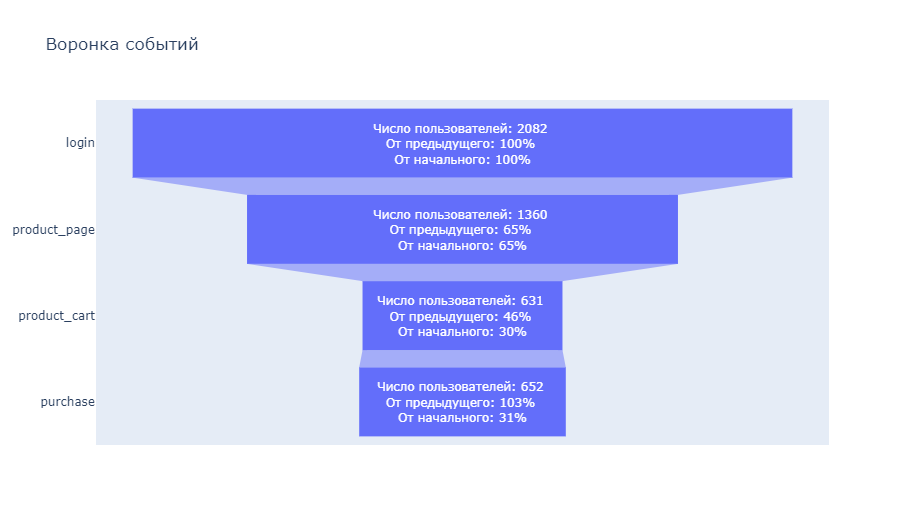 Воронка событий
login
Число пользователей: 2082
От предыдущего: 100%
От начального: 100%
product_page
Число пользователей: 1360
От предыдущего: 65%
От начального: 65%
product_cart
Число пользователей: 631
От предыдущего: 46%
От начального: 30%
purchase
Число пользователей: 652
От предыдущего: 103%
От начального: 31%